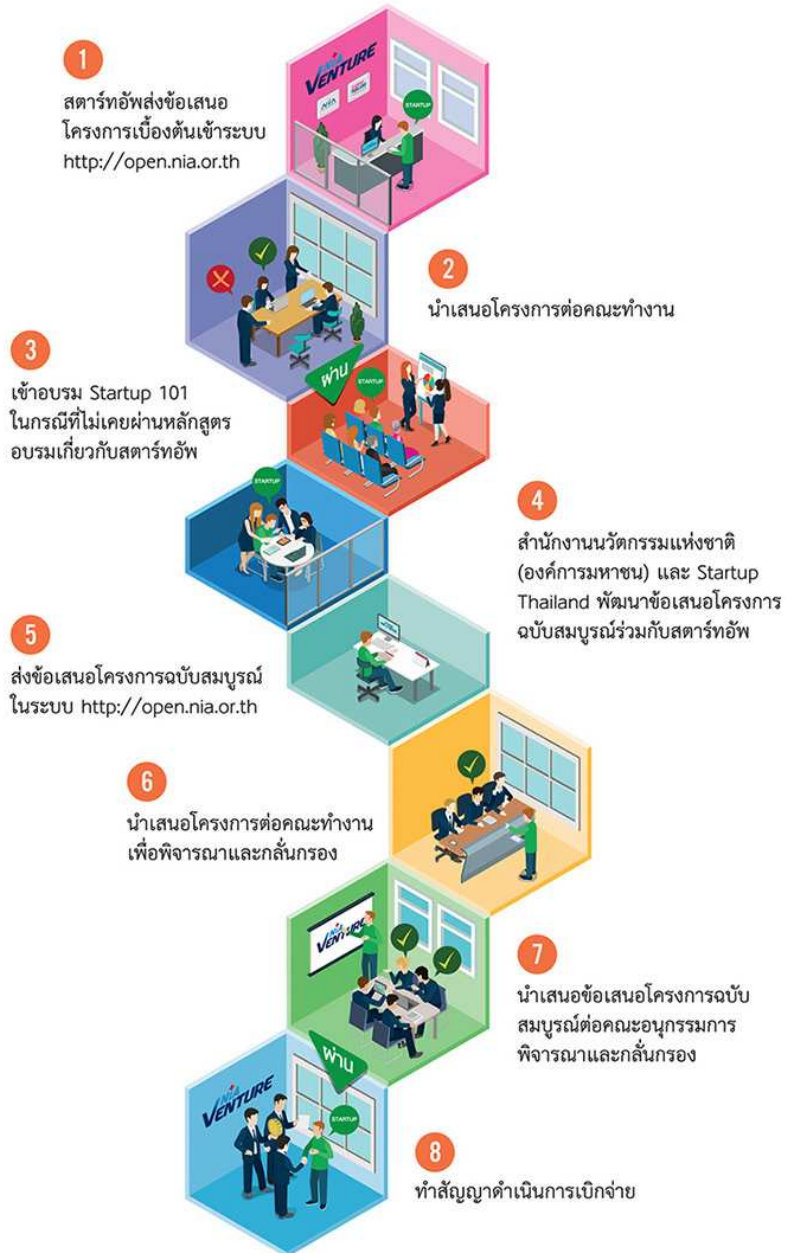 1
สตาร์ทอัพส่งข้อเสนอ
โครงการเบื้องต้นเข้าระบบ
http://open.nia.or.th
NIA
VENTURE
NIA
STARTUP
2
นำเสนอโครงการต่อคณะทำงาน
3
เข้าอบรม Startup 101
ในกรณีที่ไม่เคยผ่านหลักสูตร
อบรมเกี่ยวกับสตาร์ทอัพ
ผ่าน
STARTUP
STARTUP
4
สำนักงานนวัตกรรมแห่งชาติ
(องค์การมหาชน) และ Startup
Thailand พัฒนาข้อเสนอโครงการ
ฉบับสมบูรณ์ร่วมกับสตาร์ทอัพ
5
ส่งข้อเสนอโครงการฉบับสมบูรณ์
ในระบบ http://open.nia.or.th
6
นำเสนอโครงการต่อคณะทำงาน
เพื่อพิจารณาและกลั่นกรอง
NIA
VENTURE
7
นำเสนอข้อเสนอโครงการฉบับ
สมบูรณ์ต่อคณะอนุกรรมการ
พิจารณาและกลั่นกรอง
ผ่าน
NIA
VENTURE
STARTUP
8
ทำสัญญาดำเนินการเบิกจ่าย